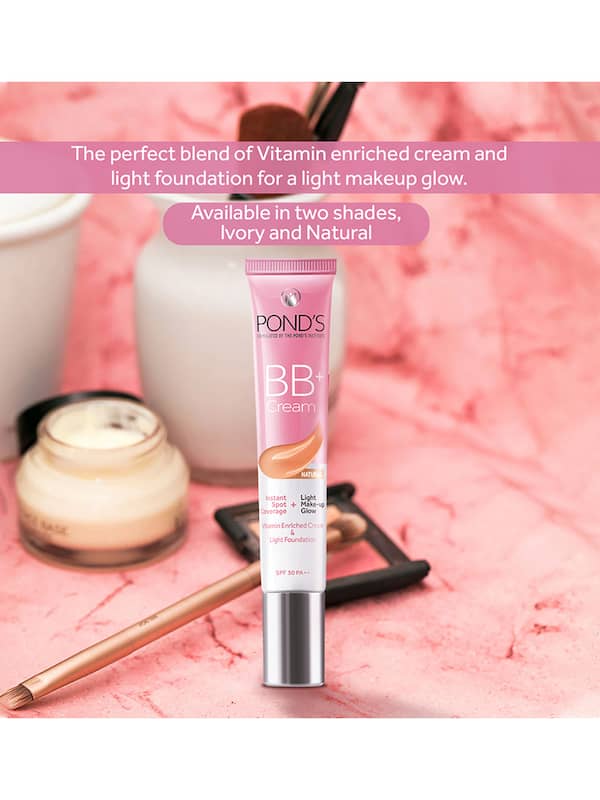 The perfect blend of Vitamin enriched cream and
light foundation for a light makeup glow.
Available in two shades,
Ivory and Natural
POND'S
BB+
Cream
NATURAL
Instant
Spot
Coverage
+
Light
Make-up
Glow
Vitamin Enriched Cream
&
Light Foundation
SPF 30 PA++
BASE